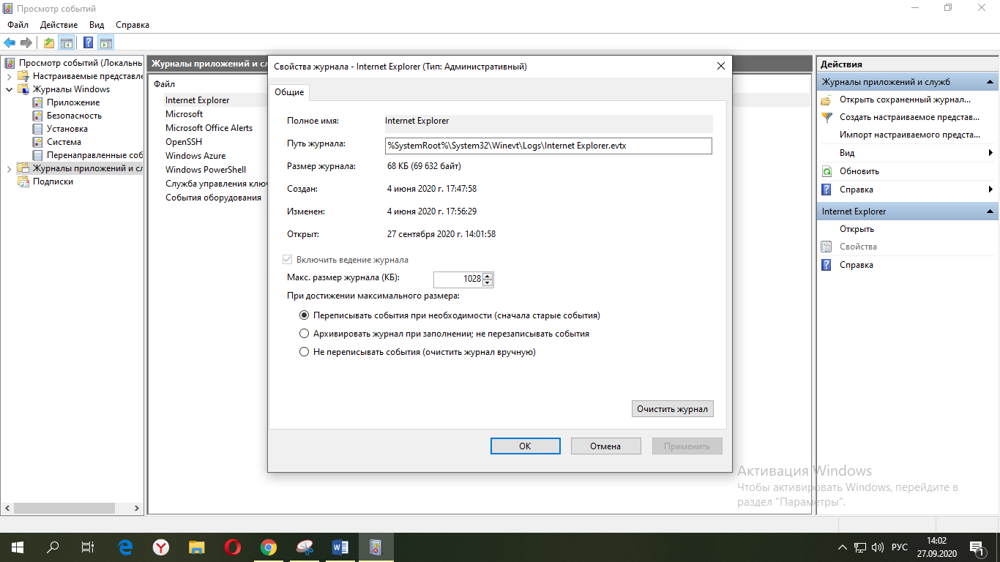 Просмотр событий
Файл Действие Вид Справка
Просмотр событий (Локальнь
Настраиваемые представле
Журналы Windows
Приложение
Безопасность
Установка
Система
Перенаправленные соб
Журналы приложений и сл
Подписки
Журналы приложений и сл
Файл
Internet Explorer
Microsoft
Microsoft Office Alerts
OpenSSH
Windows Azure
Windows PowerShell
Служба управления ключ
События оборудования
Свойства журнала - Internet Explorer (Тип: Административный)
Общие
Полное имя: Internet Explorer
Путь журнала: %SystemRoot%\System32\Winevt\Logs\Internet Explorer.evtx
Размер журнала: 68 КБ (69 632 байт)
Создан: 4 июня 2020 г. 17:47:58
Изменен: 4 июня 2020 г. 17:56:29
Открыт: 27 сентября 2020 г. 14:01:58
Включить ведение журнала
Макс. размер журнала (КБ): 1028
При достижении максимального размера:
Переписывать события при необходимости (сначала старые события)
Архивировать журнал при заполнении; не перезаписывать события
Не переписывать события (очистить журнал вручную)
Очистить журнал
ОК Отмена Применить
Действия
Журналы приложений и служб
Открыть сохраненный журнал...
Создать настраиваемое представ...
Импорт настраиваемого предста...
Вид
Обновить
Справка
Internet Explorer
Открыть
Свойства
Справка
Активация Windows
Чтобы активировать Windows, перейдите в
раздел "Параметры".
РУС
14:02
27.09.2020
1